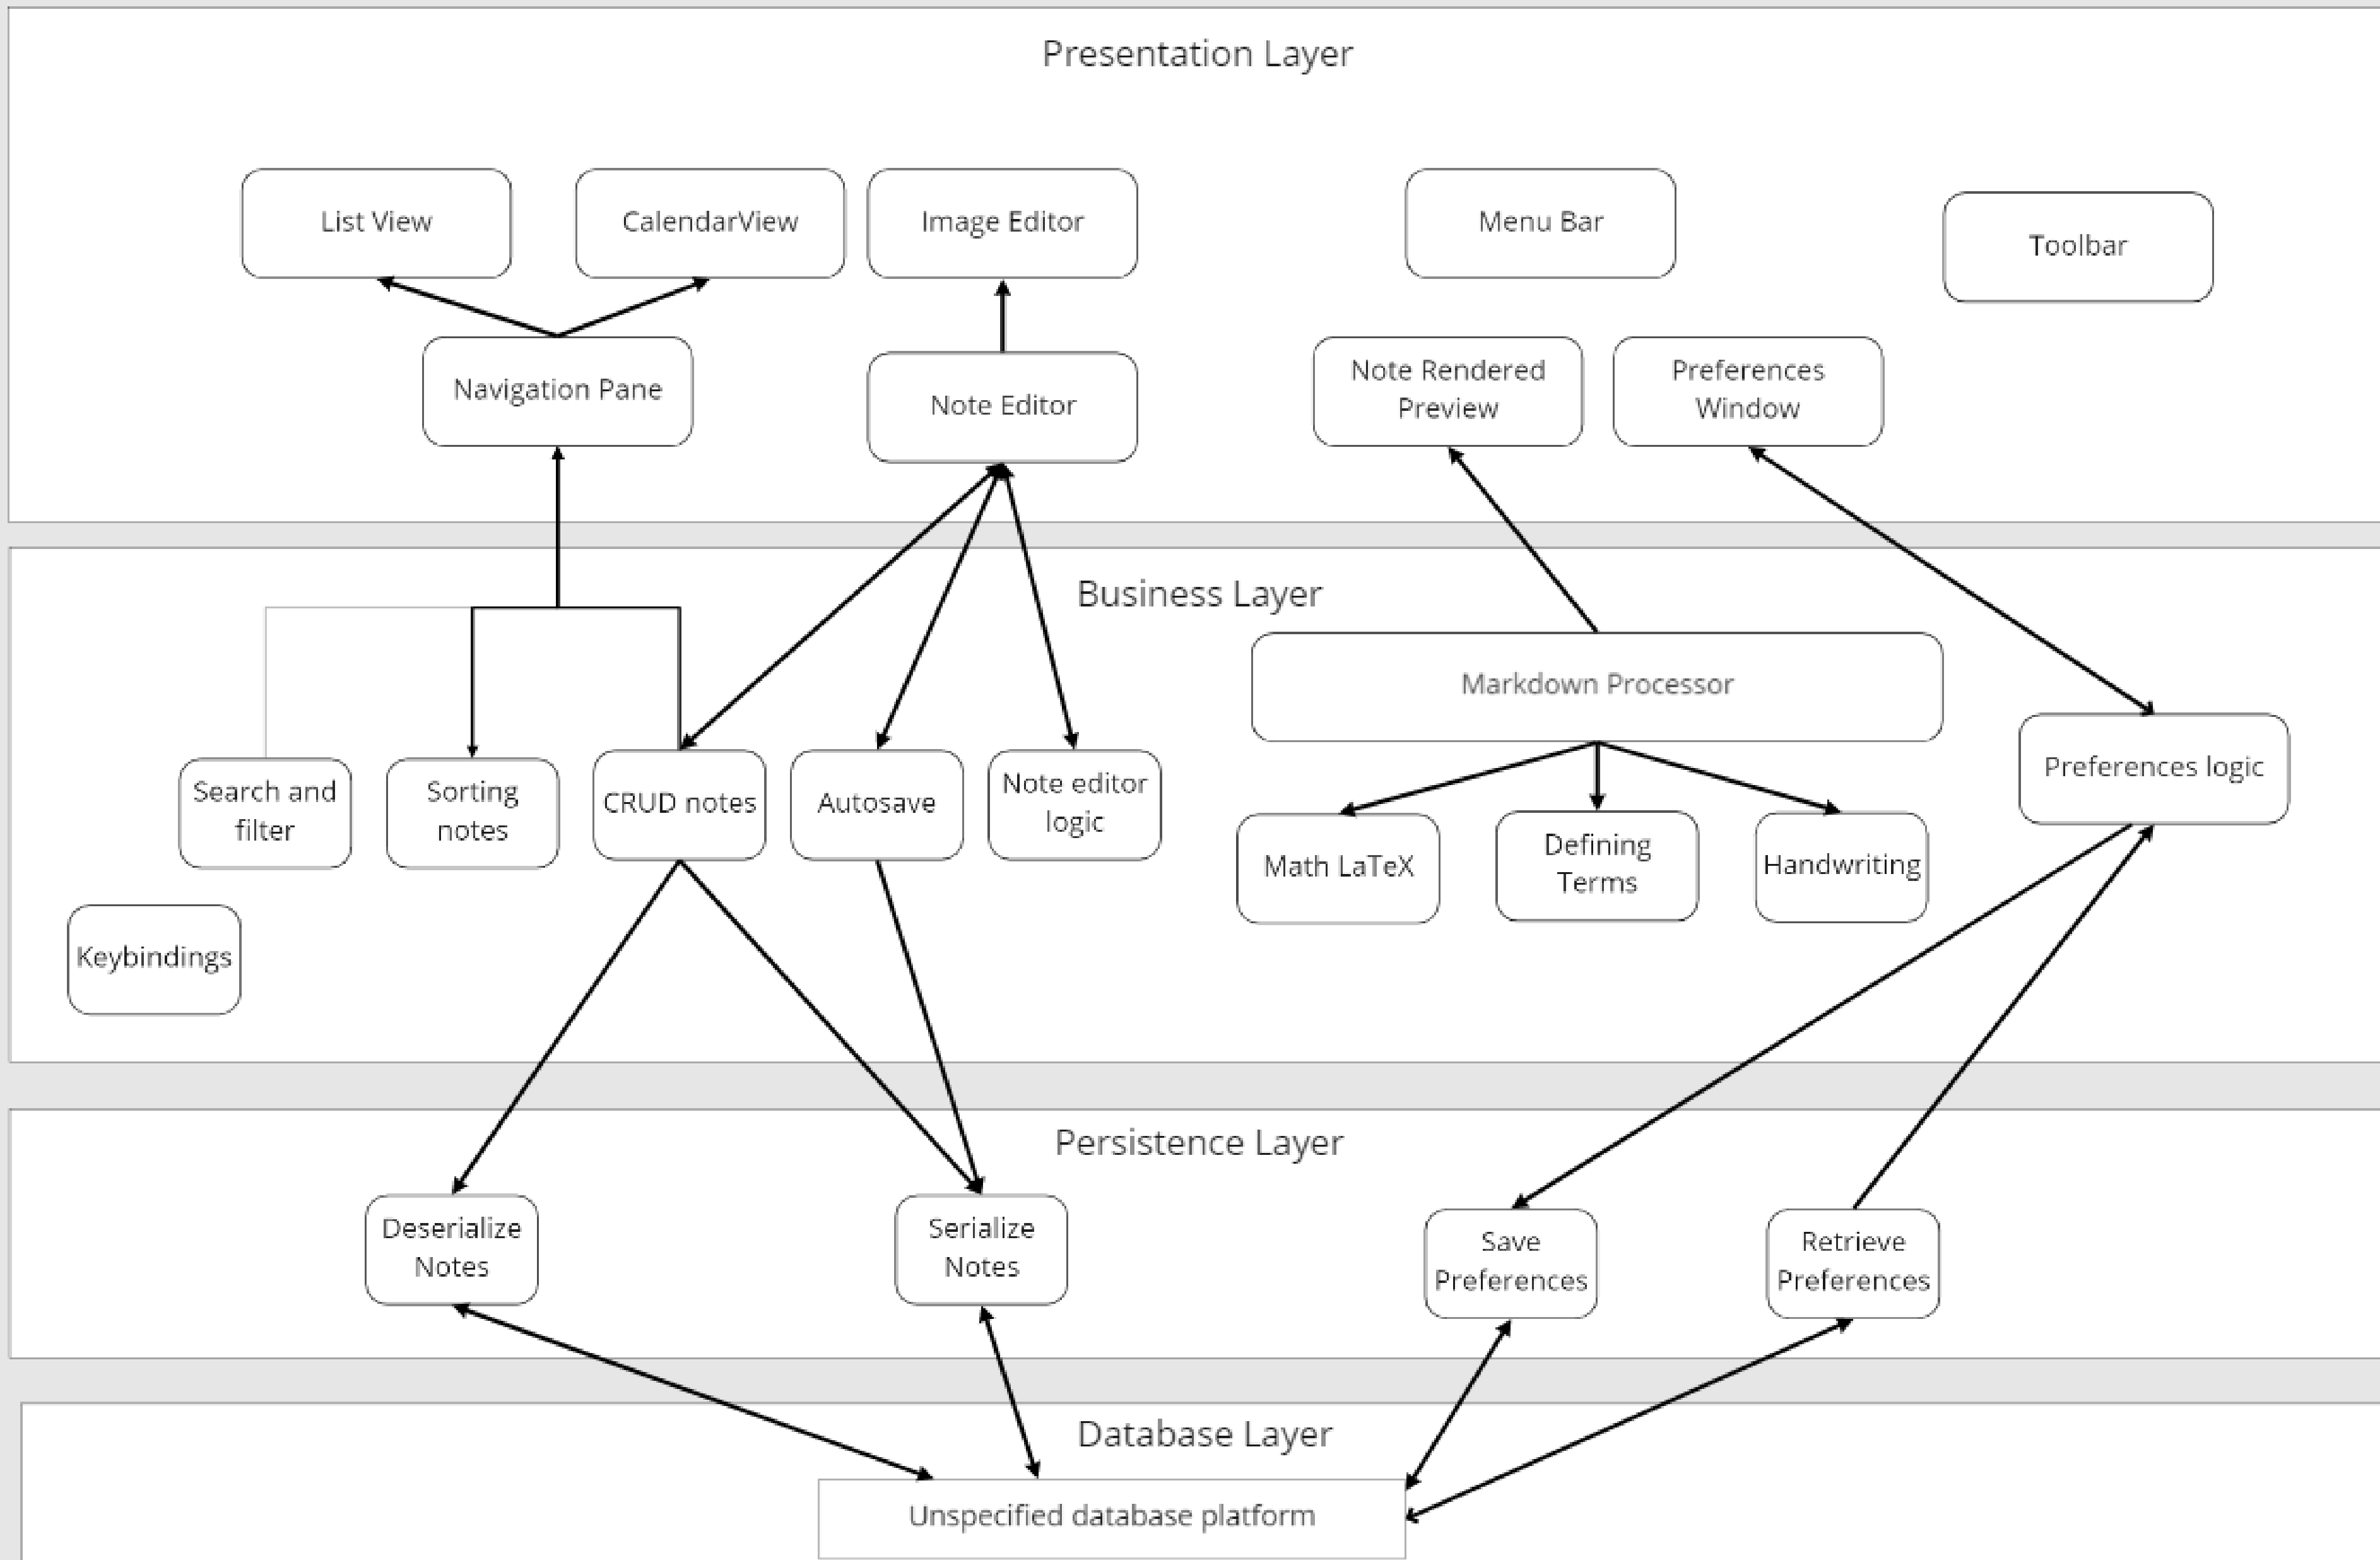 Presentation Layer
List View
CalendarView
Image Editor
Menu Bar
Toolbar
Navigation Pane
Note Editor
Note Rendered
Preview
Preferences
Window
Business Layer
Markdown Processor
Preferences logic
Search and
filter
Sorting
notes
CRUD notes
Autosave
Note editor
logic
Math LaTeX
Defining
Terms
Handwriting
Keybindings
Persistence Layer
Deserialize
Notes
Serialize
Notes
Save
Preferences
Retrieve
Preferences
Database Layer
Unspecified database platform